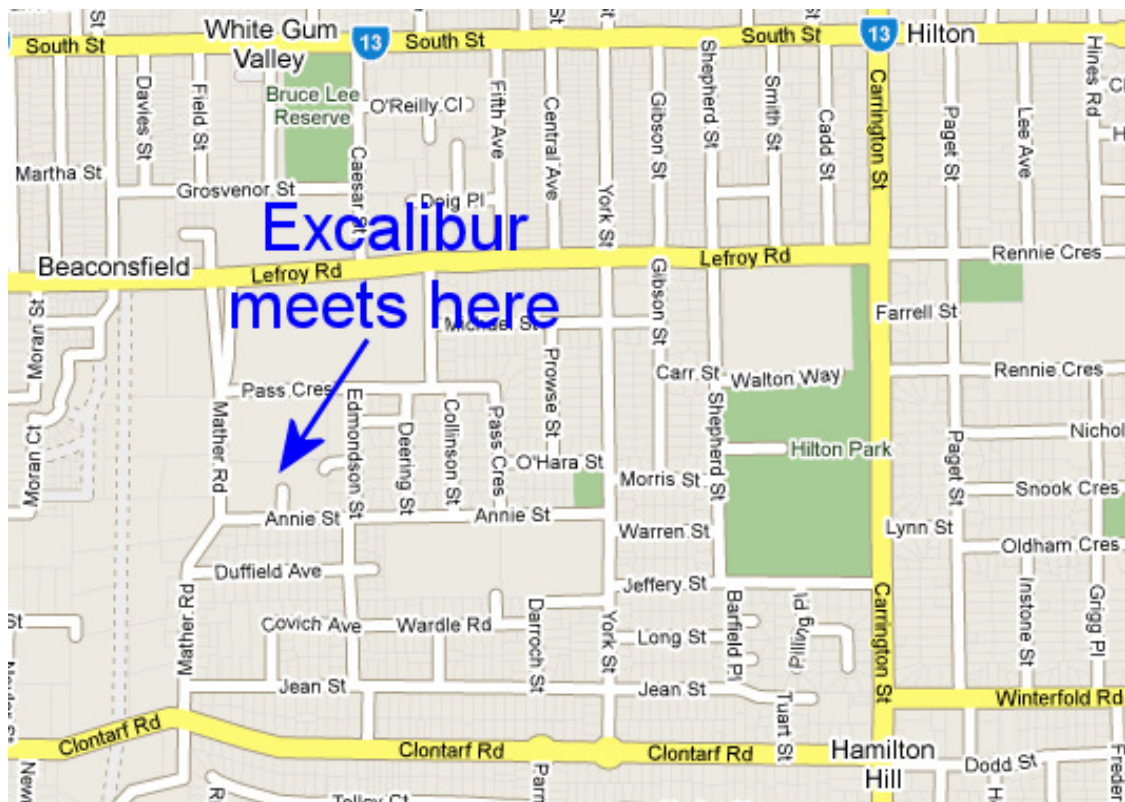 South St
White Gum
Valley
13
South St
South St
13
Hilton
Davies St
Field St
Bruce Lee
Reserve
O'Reilly Cl
Fifth Ave
Central Ave
Gibson St
Shepherd St
Smith St
Cadd St
Carrington St
Paget St
Lee Ave
Hines Rd
Martha St
Grosvenor St
Caesar St
Doig Pl
York St
Excalibur
meets here
Beaconsfield
Lefroy Rd
Lefroy Rd
Rennie Cres
Moran St
Michael St
Gibson St
Farrell St
Prowse St
Carr St
Walton Way
Rennie Cres
Pass Cres
Mather Rd
Edmondson St
Deering St
Collinson St
Pass Cres
Shepherd St
Moran Ct
O'Hara St
Hilton Park
Paget St
Nichol
Morris St
Snook Cres
Annie St
Annie St
Warren St
Lynn St
Oldham Cres
Duffield Ave
Jeffery St
Mather Rd
Covich Ave
Wardle Rd
Darroch St
York St
Long St
Barfield Pl
Pilling Pl
Carrington St
Instone St
Grigg Pl
St
Jean St
Jean St
Tuart St
Winterfold Rd
Clontarf Rd
Clontarf Rd
Clontarf Rd
Hamilton
Hill
Dodd St